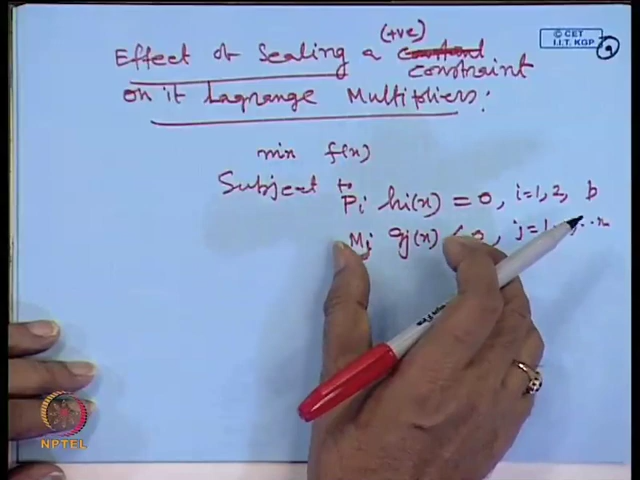 © CET
I.I.T. KGP
Effect of Scaling a (+ve)
constraint
on it Lagrange Multipliers:
min f(x)
Subject to
Pi hi(x) = 0, i=1, 2, b
Mj gj(x) 0, j=1
NPTEL